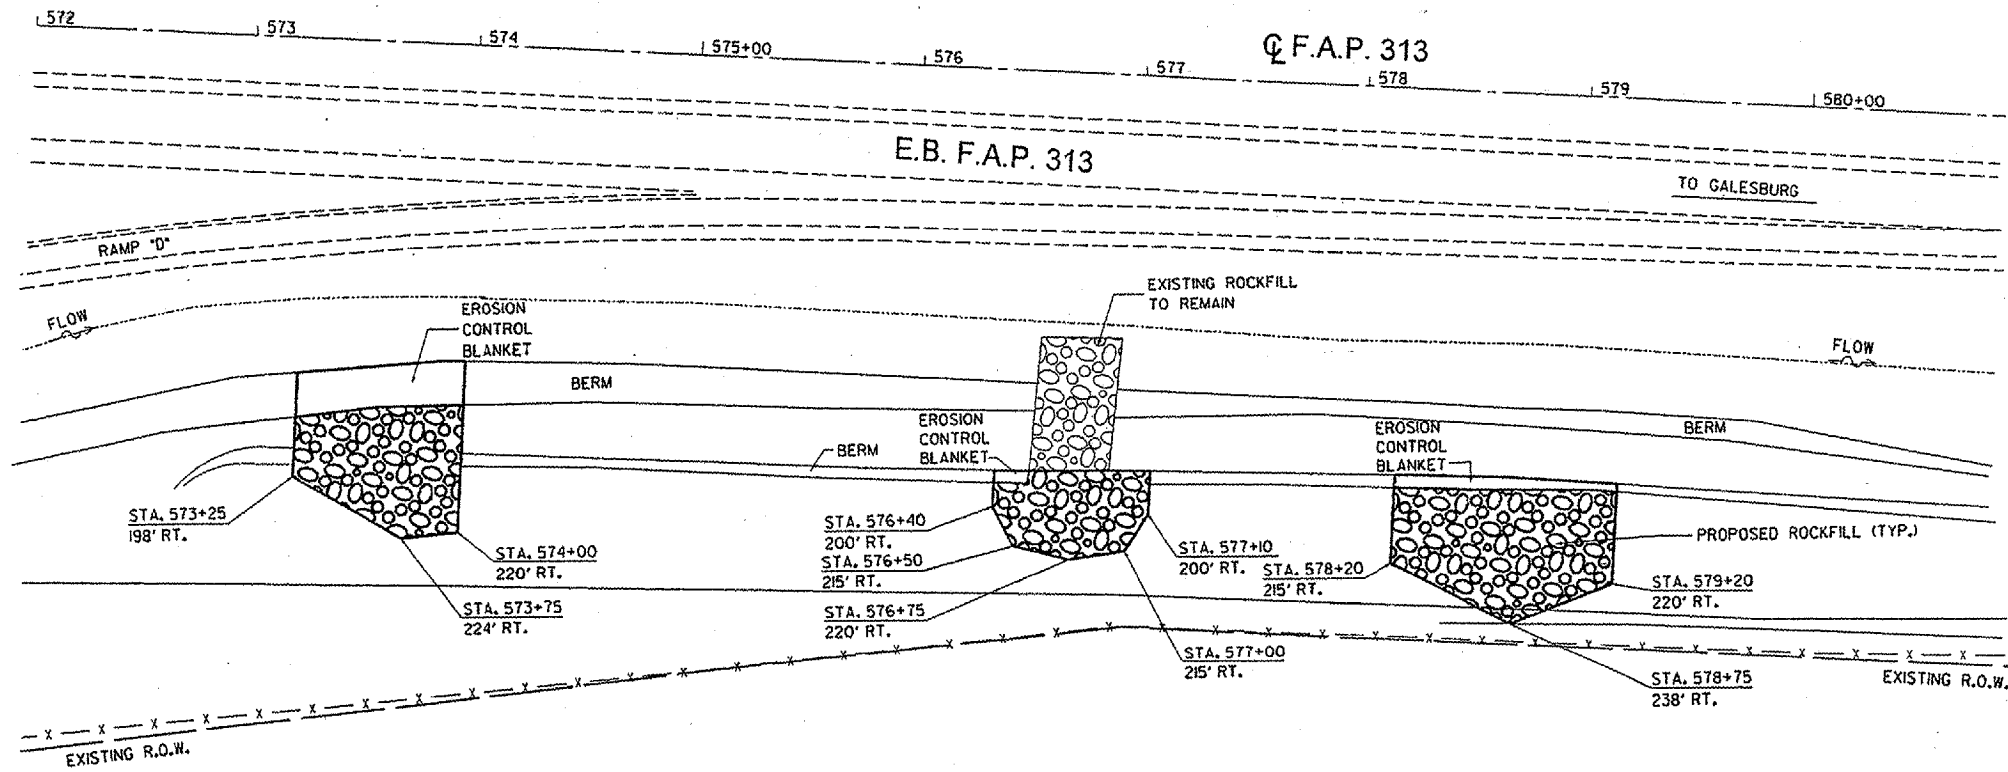 572
573
574
575+00
576
577
578
579
580+00
℄ F.A.P. 313
E.B. F.A.P. 313
TO GALESBURG
RAMP "D"
FLOW
EROSION
CONTROL
BLANKET
EXISTING ROCKFILL
TO REMAIN
FLOW
BERM
BERM
EROSION
CONTROL
BLANKET
EROSION
CONTROL
BLANKET
BERM
STA. 573+25
198' RT.
STA. 574+00
220' RT.
STA. 573+75
224' RT.
STA. 576+40
200' RT.
STA. 576+50
215' RT.
STA. 576+75
220' RT.
STA. 577+10
200' RT.
STA. 577+00
215' RT.
STA. 578+20
215' RT.
PROPOSED ROCKFILL (TYP.)
STA. 579+20
220' RT.
STA. 578+75
238' RT.
EXISTING R.O.W.
EXISTING R.O.W.